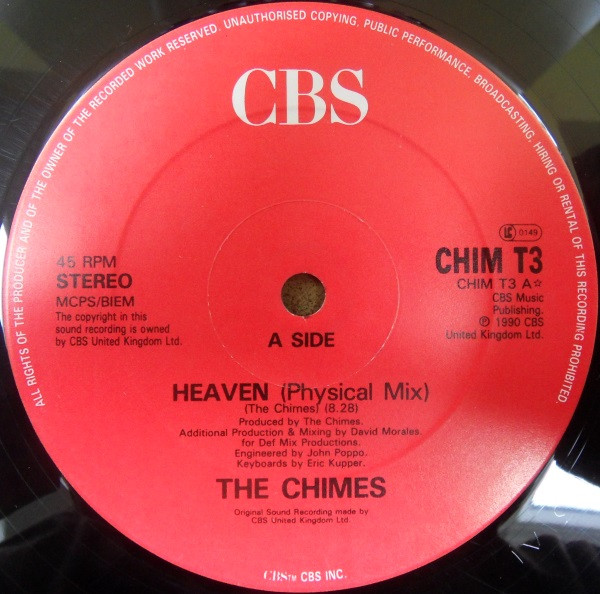 ALL RIGHTS OF THE PRODUCER AND OF THE OWNER OF THE RECORDED WORK RESERVED. UNAUTHORISED COPYING, PUBLIC PERFORMANCE, BROADCASTING, HIRING OR RENTAL OF THIS RECORDING PROHIBITED.
CBS
45 RPM
STEREO
MCPS/BIEM
The copyright in this
sound recording is owned
by CBS United Kingdom Ltd.
LC 0149
CHIM T3
CHIM T3 A☆
CBS Music
Publishing.
℗ 1990 CBS
United Kingdom Ltd.
A SIDE
HEAVEN (Physical Mix)
(The Chimes) (8.28)
Produced by The Chimes.
Additional Production & Mixing by David Morales.
for Def Mix Productions.
Engineered by John Poppo.
Keyboards by Eric Kupper.
THE CHIMES
Original Sound Recording made by
CBS United Kingdom Ltd.
CBS™ CBS INC.